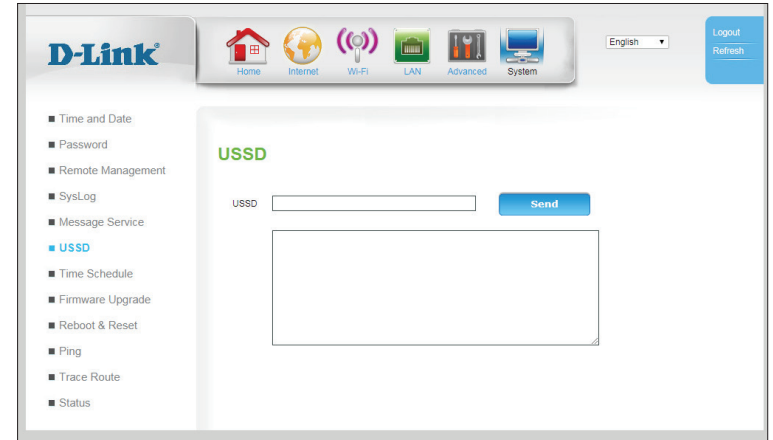 D-Link
Home Internet Wi-Fi LAN Advanced System
English
Logout
Refresh
Time and Date
Password
Remote Management
SysLog
Message Service
USSD
Time Schedule
Firmware Upgrade
Reboot & Reset
Ping
Trace Route
Status
USSD
USSD
Send